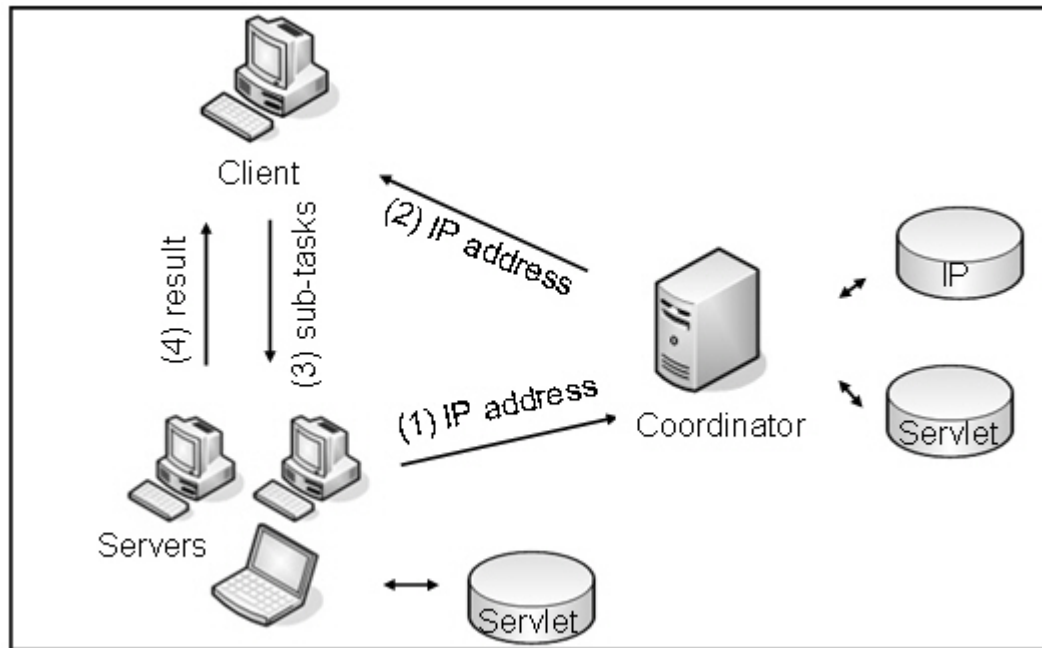 Client
(2) IP address
IP
(4) result
(3) sub-tasks
(1) IP address
Coordinator
Servlet
Servers
Servlet